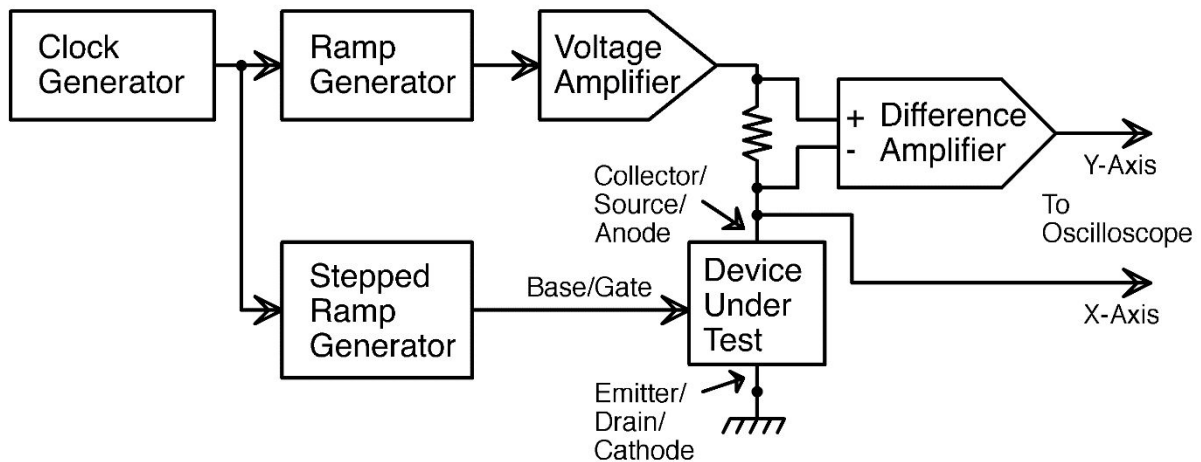 Clock
Generator
Ramp
Generator
Voltage
Amplifier
+
-
Difference
Amplifier
Y-Axis
To
Oscilloscope
X-Axis
Collector/
Source/
Anode
Stepped
Ramp
Generator
Base/Gate
Device
Under
Test
Emitter/
Drain/
Cathode